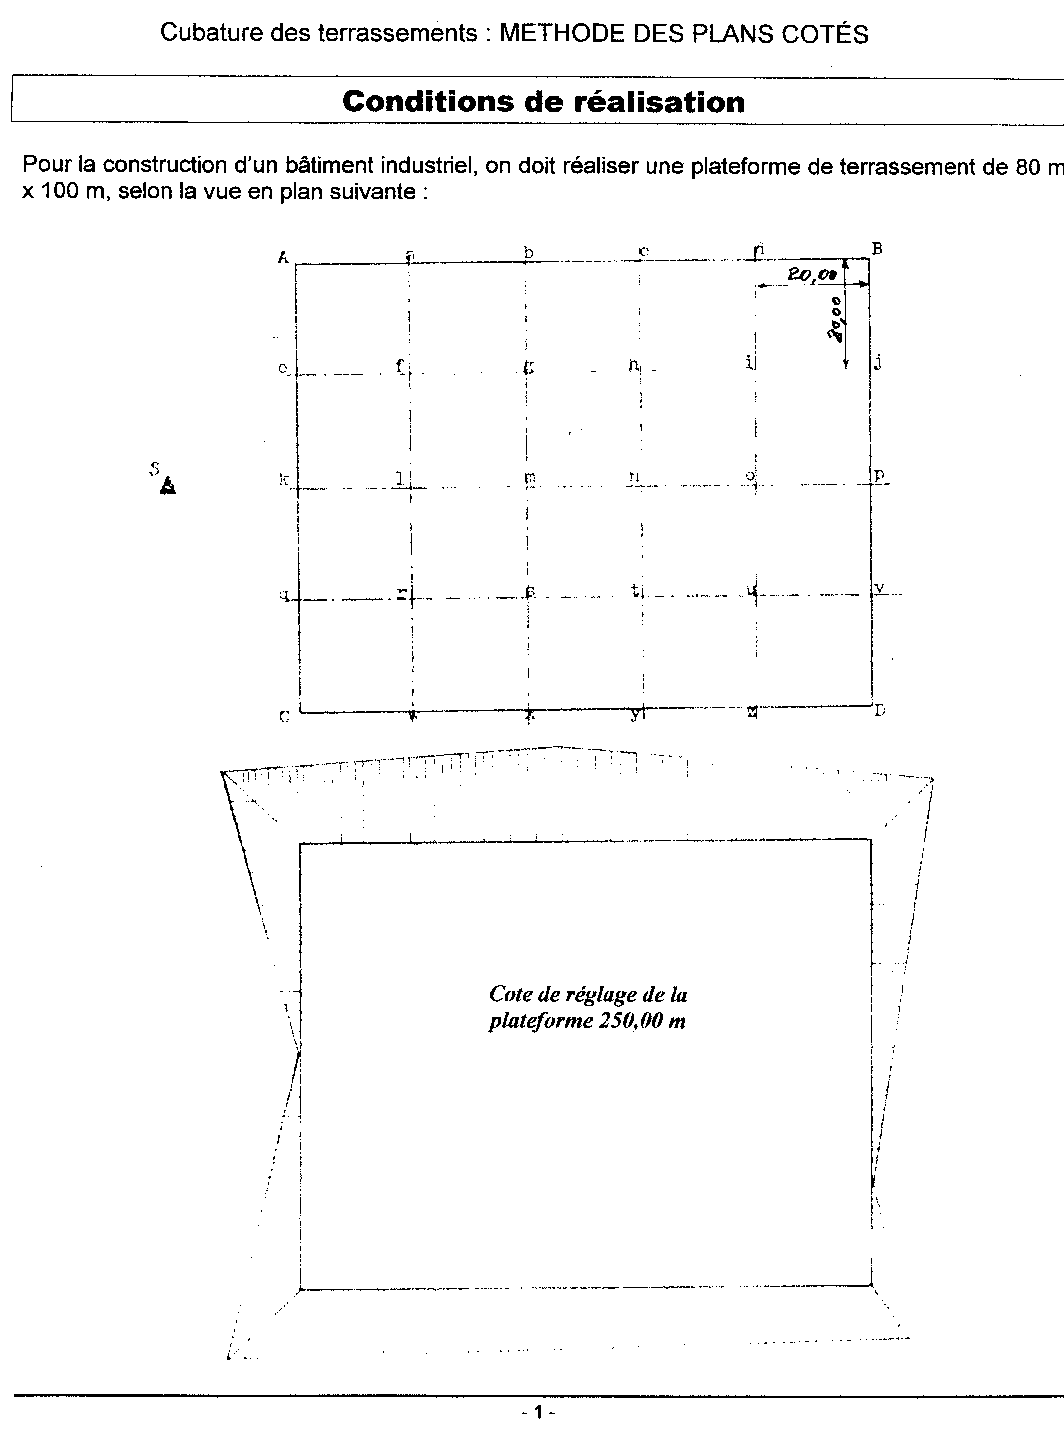 Cubature des terrassements : METHODE DES PLANS COTÉS
Conditions de réalisation
Pour la construction d'un bâtiment industriel, on doit réaliser une plateforme de terrassement de 80 m
x 100 m, selon la vue en plan suivante :
A b B
20,00
20,00
f i j
S
l m o p
r t v
C y D
Cote de réglage de la
plateforme 250,00 m
- 1 -